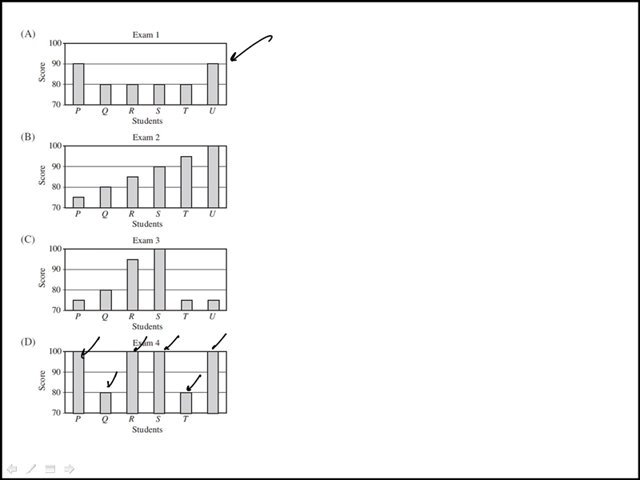 (A) Exam 1
100
90
80
70
Score
P Q R S T U
Students
(B) Exam 2
100
90
80
70
Score
P Q R S T U
Students
(C) Exam 3
100
90
80
70
Score
P Q R S T U
Students
(D) Exam 4
100
90
80
70
Score
P Q R S T U
Students